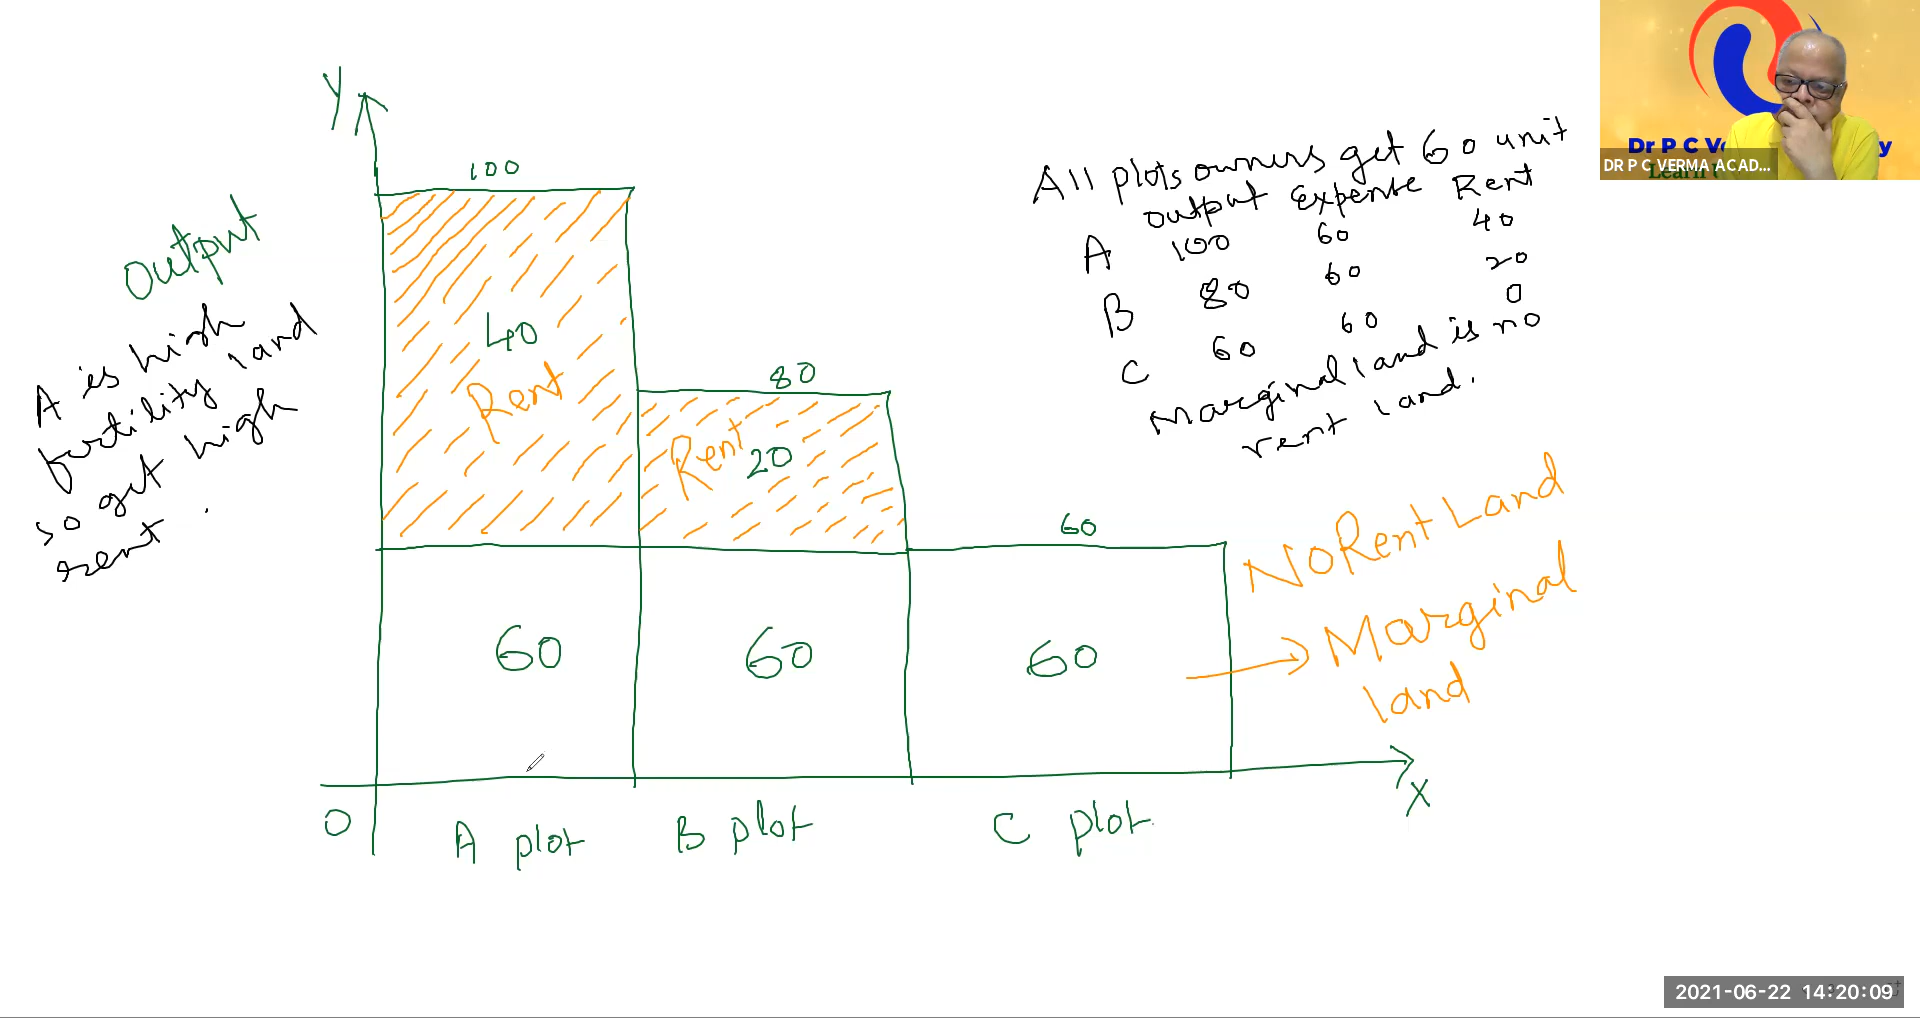 Y
100
Output
A is high
fertility land
so get high
rent.
40
Rent
80
Rent
20
60
60
60
60
O
A plot
B plot
C plot
X
All plots owners get 60 unit
output Expense Rent
A 100 60 40
B 80 60 20
C 60 60 0
Marginal land is no
rent land.
No Rent Land
Marginal
land
Dr P C V
y
Learn
DR P C VERMA ACAD...
2021-06-22 14:20:09